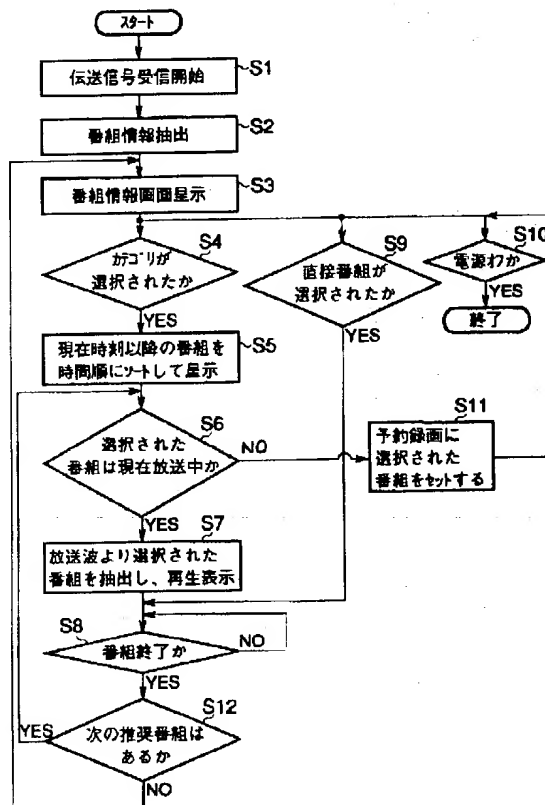 スタート
伝送信号受信開始
S1
番組情報抽出
S2
番組情報画面呈示
S3
カテゴリが
選択されたか
S4
YES
直接番組が
選択されたか
S9
YES
電源オフか
S10
YES
終了
現在時刻以降の番組を
時間順にソートして呈示
S5
選択された
番組は現在放送中か
S6
NO
YES
予約録画に
選択された
番組をセットする
S11
放送波より選択された
番組を抽出し、再生表示
S7
番組終了か
S8
NO
YES
次の推奨番組は
あるか
S12
YES
NO